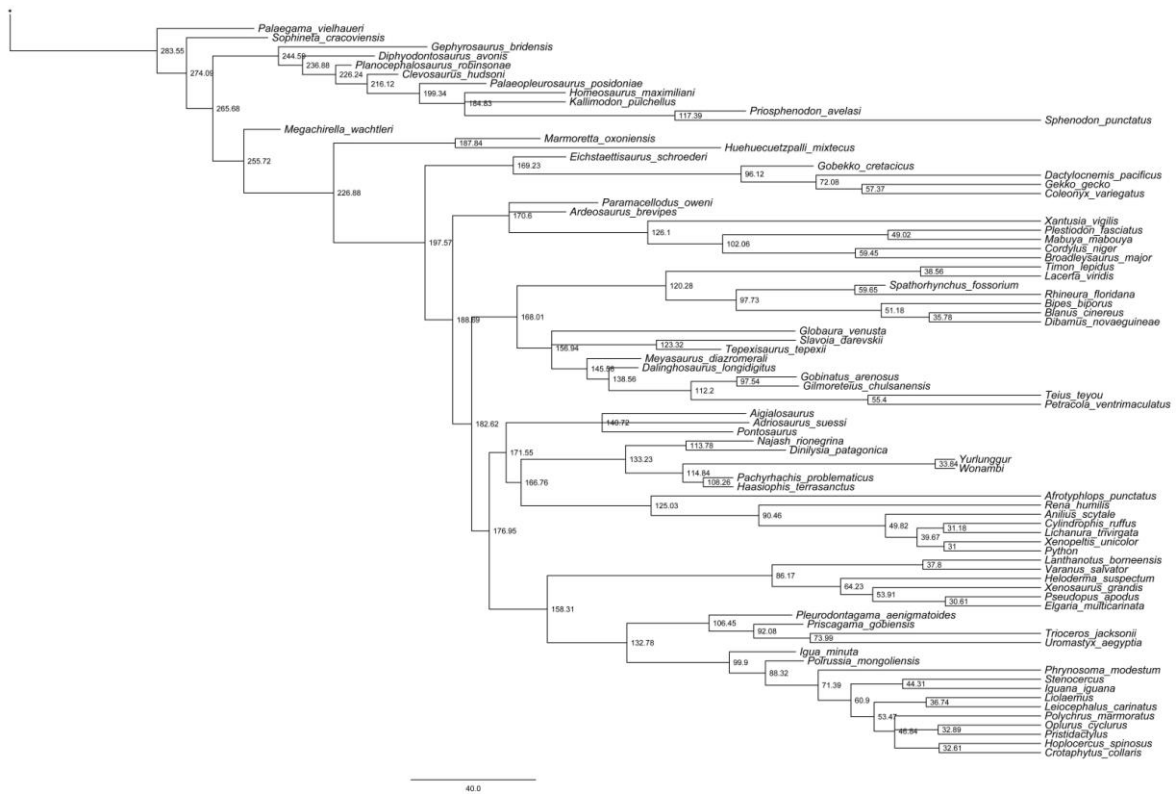 *
Palaegama_vielhaueri
283.55
Sophineta_cracoviensis
Gephyrosaurus_bridensis
244.59
Diphyodontosaurus_avonis
236.88
Planocephalosaurus_robinsonae
274.09
226.24
Clevosaurus_hudsoni
216.12
Palaeopleurosaurus_posidoniae
199.34
Homeosaurus_maximiliani
184.83
Kallimodon_pulchellus
265.68
Priosphenodon_avelasi
117.39
Sphenodon_punctatus
Megachirella_wachtleri
Marmoretta_oxoniensis
187.84
Huehuecuetzpalli_mixtecus
255.72
Eichstaettisaurus_schroederi
169.23
Gobekko_cretacicus
96.12
Dactylocnemis_pacificus
72.08
Gekko_gecko
57.37
Coleonyx_variegatus
226.88
Paramacellodus_oweni
170.6
Ardeosaurus_brevipes
Xantusia_vigilis
126.1
Plestiodon_fasciatus
49.02
Mabuya_mabouya
197.57
102.06
Cordylus_niger
59.45
Broadleysaurus_major
Timon_lepidus
38.56
Lacerta_viridis
120.28
Spathorhynchus_fossorium
59.65
Rhineura_floridana
97.73
Bipes_biporus
51.18
Blanus_cinereus
35.78
Dibamus_novaeguineae
188.69
168.01
Globaura_venusta
Slavoia_darevskii
156.94
123.32
Tepexisaurus_tepexii
Meyasaurus_diazromerali
145.56
Dalinghosaurus_longidigitus
138.56
Gobinatus_arenosus
97.54
Gilmoreteius_chulsanensis
112.2
Teius_teyou
55.4
Petracola_ventrimaculatus
Aigialosaurus
182.62
140.72
Adriosaurus_suessi
Pontosaurus
Najash_rionegrina
171.55
113.78
Dinilysia_patagonica
133.23
Yurlunggur
33.84
Wonambi
114.84
Pachyrhachis_problematicus
166.76
108.26
Haasiophis_terrasanctus
Afrotyphlops_punctatus
125.03
Rena_humilis
90.46
Anilius_scytale
49.82
Cylindrophis_ruffus
31.18
Lichanura_trivirgata
176.95
39.67
Xenopeltis_unicolor
31
Python
Lanthanotus_borneensis
37.8
Varanus_salvator
86.17
Heloderma_suspectum
64.23
Xenosaurus_grandis
53.91
Pseudopus_apodus
30.61
Elgaria_multicarinata
158.31
Pleurodontagama_aenigmatoides
106.45
Priscagama_gobiensis
92.08
Trioceros_jacksonii
73.99
Uromastyx_aegyptia
132.78
Igua_minuta
99.9
Polrussia_mongoliensis
88.32
Phrynosoma_modestum
71.39
Stenocercus
44.31
Iguana_iguana
60.9
Liolaemus
36.74
Leiocephalus_carinatus
53.47
Polychrus_marmoratus
46.84
Oplurus_cyclurus
32.89
Pristidactylus
Hoplocercus_spinosus
32.61
Crotaphytus_collaris
40.0